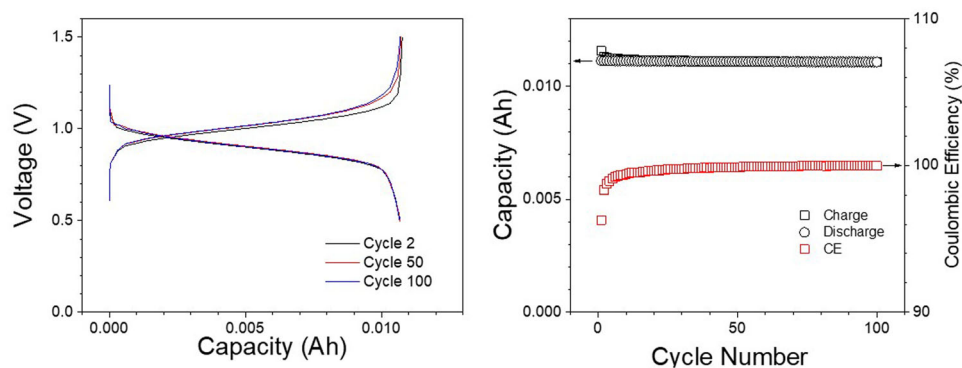 1.5
1.0
0.5
0.0
Voltage (V)
0.000
0.005
0.010
Capacity (Ah)
Cycle 2
Cycle 50
Cycle 100
0.010
0.005
0.000
Capacity (Ah)
0
50
100
Cycle Number
110
100
90
Coulombic Efficiency (%)
Charge
Discharge
CE